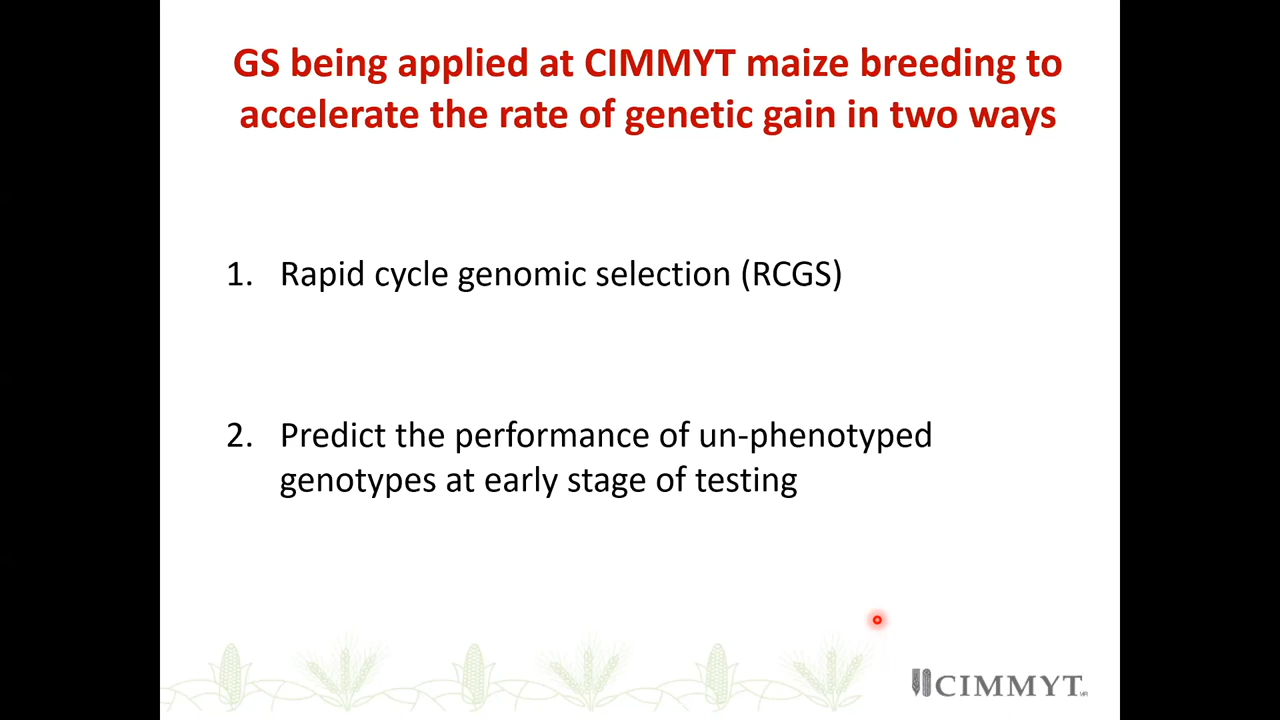 GS being applied at CIMMYT maize breeding to
accelerate the rate of genetic gain in two ways
1. Rapid cycle genomic selection (RCGS)
2. Predict the performance of un-phenotyped
genotypes at early stage of testing
CIMMYT